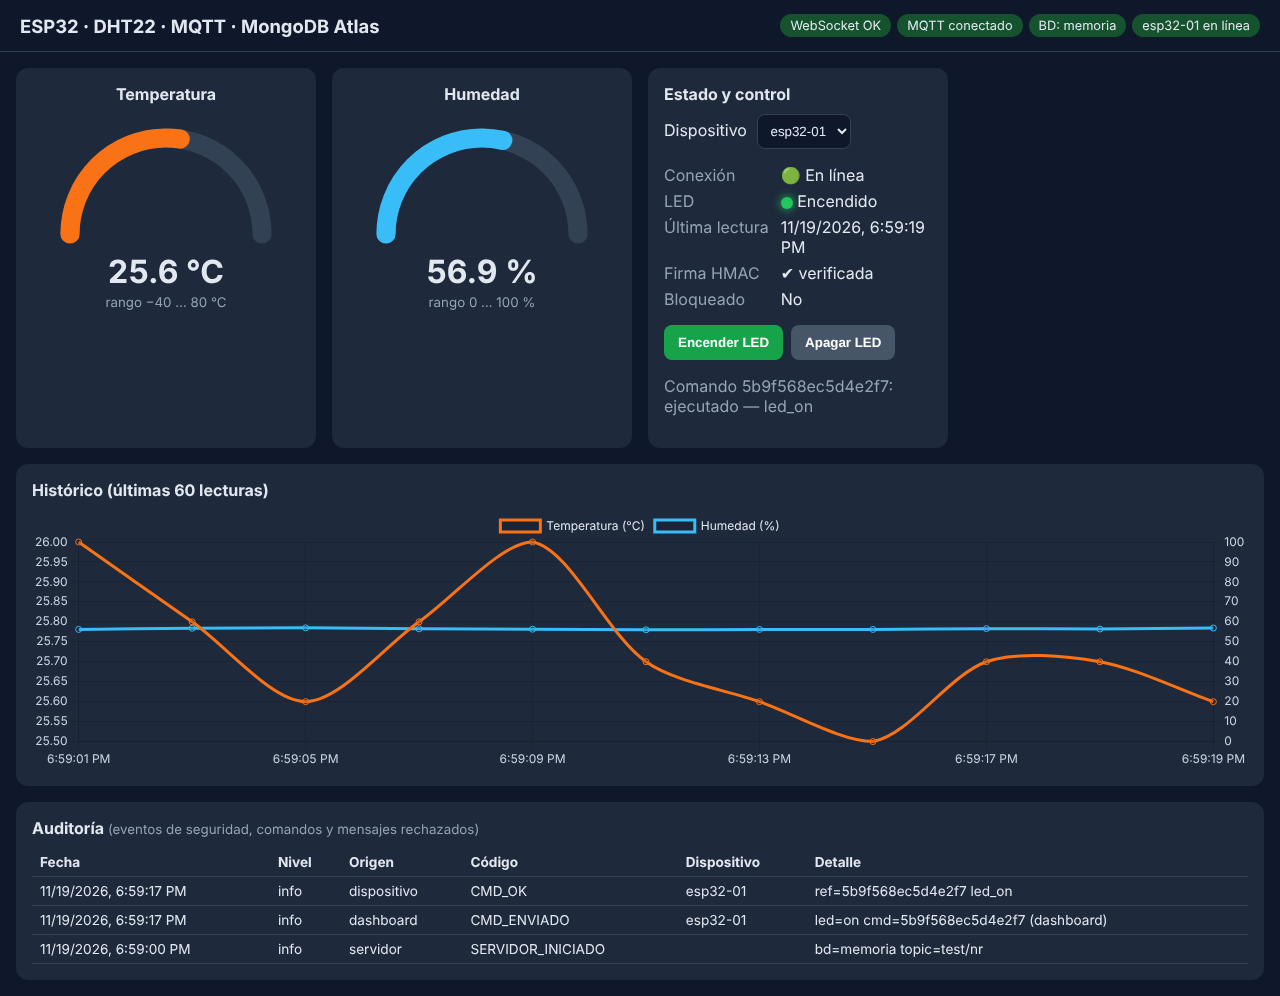 ESP32 · DHT22 · MQTT · MongoDB Atlas
WebSocket OK
MQTT conectado
BD: memoria
esp32-01 en línea
Temperatura
25.6 °C
rango −40 … 80 °C
Humedad
56.9 %
rango 0 … 100 %
Estado y control
Dispositivo esp32-01
Conexión En línea
LED Encendido
Última lectura 11/19/2026, 6:59:19
PM
Firma HMAC ✔ verificada
Bloqueado No
Encender LED Apagar LED
Comando 5b9f568ec5d4e2f7:
ejecutado — led_on
Histórico (últimas 60 lecturas)
Temperatura (°C) Humedad (%)
26.00 100
25.95 90
25.90 80
25.85 70
25.80 60
25.75 50
25.70 40
25.65 30
25.60 20
25.55 10
25.50 0
6:59:01 PM 6:59:05 PM 6:59:09 PM 6:59:13 PM 6:59:17 PM 6:59:19 PM
Auditoría (eventos de seguridad, comandos y mensajes rechazados)
Fecha Nivel Origen Código Dispositivo Detalle
11/19/2026, 6:59:17 PM info dispositivo CMD_OK esp32-01 ref=5b9f568ec5d4e2f7 led_on
11/19/2026, 6:59:17 PM info dashboard CMD_ENVIADO esp32-01 led=on cmd=5b9f568ec5d4e2f7 (dashboard)
11/19/2026, 6:59:00 PM info servidor SERVIDOR_INICIADO bd=memoria topic=test/nr